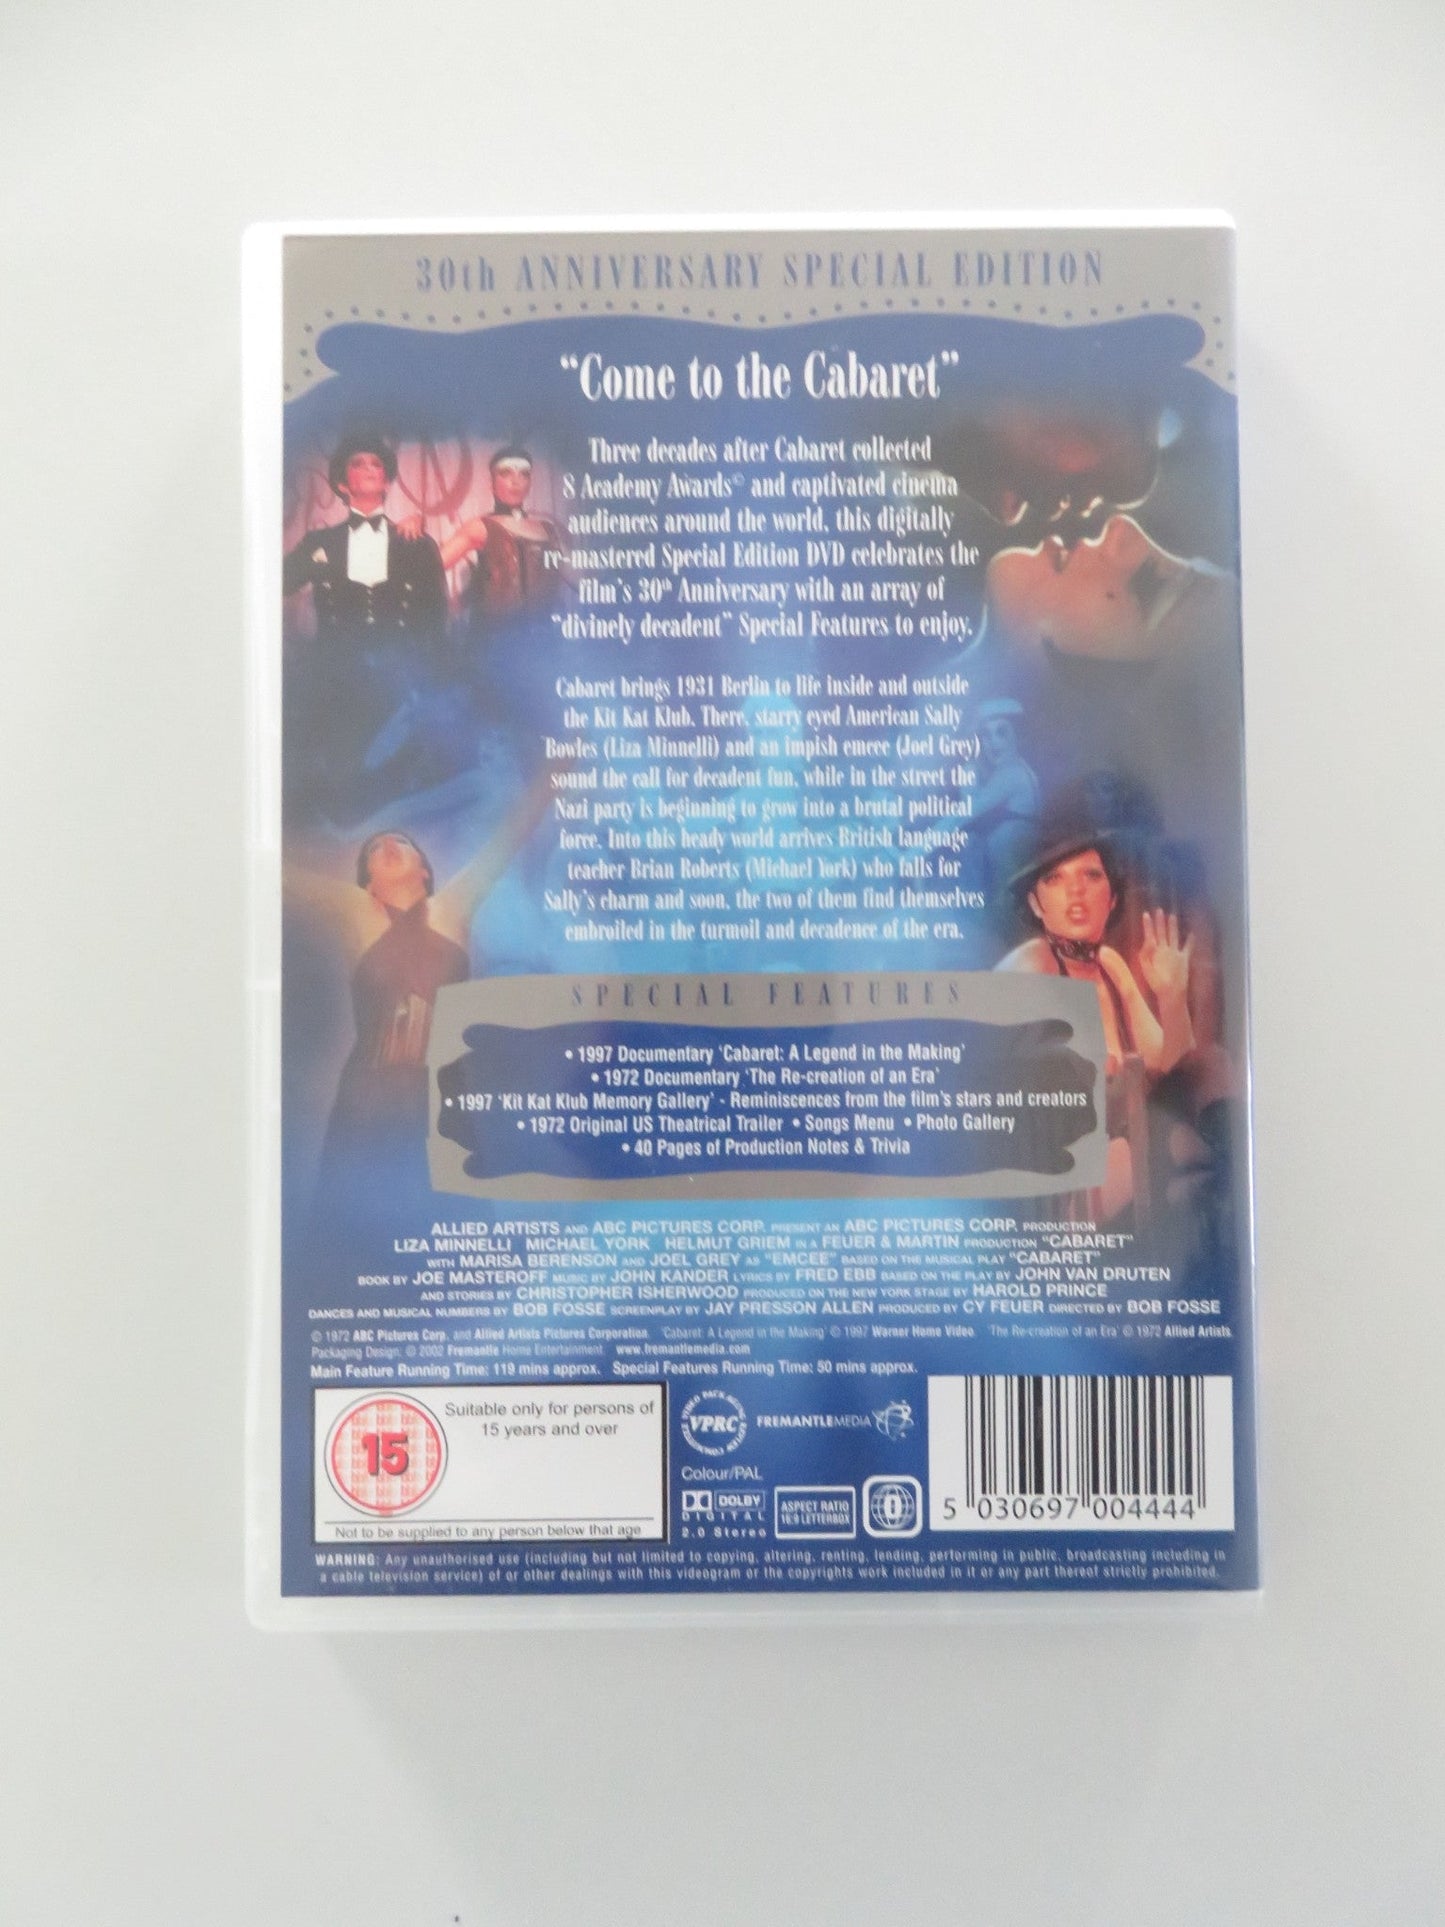 30th ANNIVERSARY SPECIAL EDITION
“Come to the Cabaret”
Three decades after Cabaret collected
8 Academy Awards© and captivated cinema
audiences around the world, this digitally
re-mastered Special Edition DVD celebrates the
film's 30th Anniversary with an array of
“divinely decadent” Special Features to enjoy.
Cabaret brings 1931 Berlin to life inside and outside
the Kit Kat Klub. There, starry eyed American Sally
Bowles (Liza Minnelli) and an impish emcee (Joel Grey)
sound the call for decadent fun, while in the street the
Nazi party is beginning to grow into a brutal political
force. Into this heady world arrives British language
teacher Brian Roberts (Michael York) who falls for
Sally's charm and soon, the two of them find themselves
embroiled in the turmoil and decadence of the era.
SPECIAL FEATURES
• 1997 Documentary 'Cabaret: A Legend in the Making'
• 1972 Documentary 'The Re-creation of an Era'
• 1997 'Kit Kat Klub Memory Gallery' - Reminiscences from the film's stars and creators
• 1972 Original US Theatrical Trailer • Songs Menu • Photo Gallery
• 40 Pages of Production Notes & Trivia
ALLIED ARTISTS AND ABC PICTURES CORP. PRESENT AN ABC PICTURES CORP. PRODUCTION
LIZA MINNELLI MICHAEL YORK HELMUT GRIEM IN A FEUER & MARTIN PRODUCTION "CABARET"
WITH MARISA BERENSON AND JOEL GREY AS "EMCEE" BASED ON THE MUSICAL PLAY "CABARET"
BOOK BY JOE MASTEROFF MUSIC BY JOHN KANDER LYRICS BY FRED EBB BASED ON THE PLAY BY JOHN VAN DRUTEN
AND STORIES BY CHRISTOPHER ISHERWOOD PRODUCED ON THE NEW YORK STAGE BY HAROLD PRINCE
DANCES AND MUSICAL NUMBERS BY BOB FOSSE SCREENPLAY BY JAY PRESSON ALLEN PRODUCED BY CY FEUER DIRECTED BY BOB FOSSE
© 1972 ABC Pictures Corp. and Allied Artists Pictures Corporation. 'Cabaret: A Legend in the Making' © 1997 Warner Home Video. 'The Re-creation of an Era' © 1972 Allied Artists.
Packaging Design, © 2002 Fremantle Home Entertainment. www.fremantlemedia.com
Main Feature Running Time: 119 mins approx. Special Features Running Time: 50 mins approx.
15
Suitable only for persons of
15 years and over
Not to be supplied to any person below that age
VIDEO PACKAGING REVIEW COMMITTEE
VPRC
FREMANTLEMEDIA
Colour/PAL
DOLBY
DIGITAL
2.0 Stereo
ASPECT RATIO
16:9 LETTERBOX
0
5 030697 004444
WARNING: Any unauthorised use (including but not limited to copying, altering, renting, lending, performing in public, broadcasting including in
a cable television service) of or other dealings with this videogram or the copyrights work included in it or any part thereof strictly prohibited.